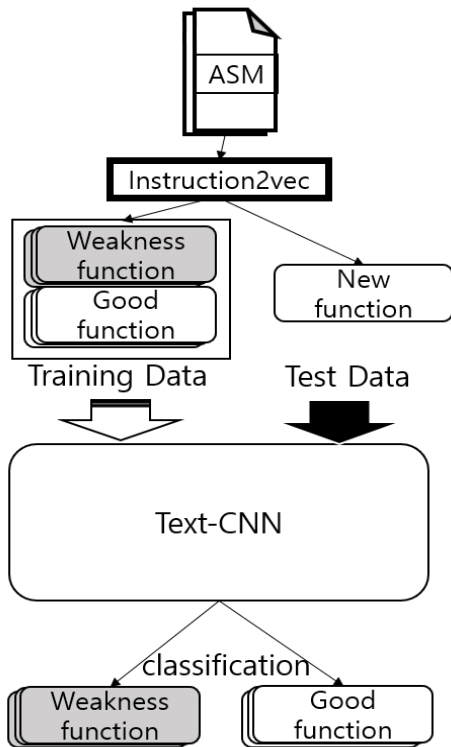 ASM
Instruction2vec
Weakness
function
Good
function
New
function
Training Data
Test Data
Text-CNN
classification
Weakness
function
Good
function